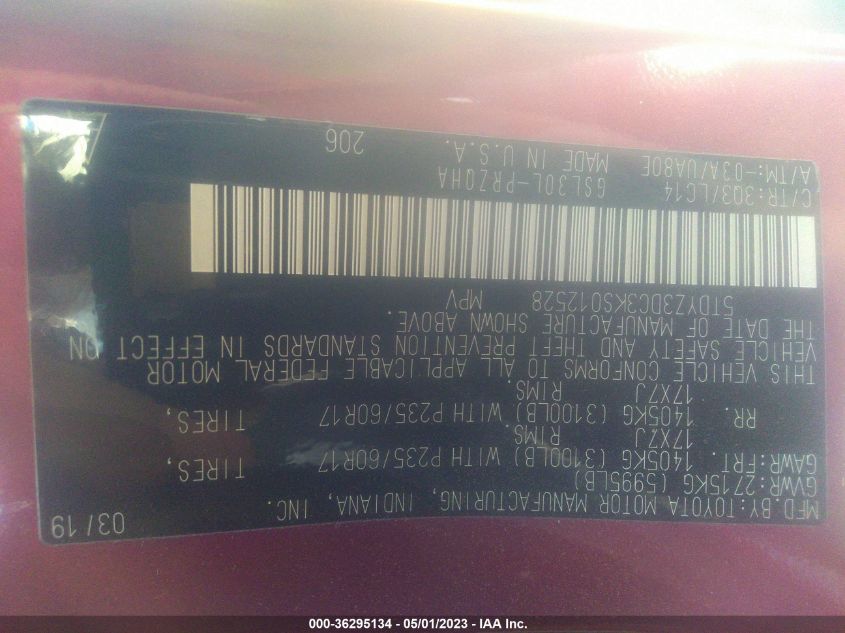 MFD.BY:TOYOTA MOTOR MANUFACTURING, INDIANA, INC. 03/19
GVWR:2715KG (5995LB)
GAWR:FRT. 1405KG (3100LB) WITH P235/60R17 TIRES,
17X7J RIMS.
RR. 1405KG (3100LB) WITH P235/60R17 TIRES,
17X7J RIMS.
THIS VEHICLE CONFORMS TO ALL APPLICABLE FEDERAL MOTOR
VEHICLE SAFETY AND THEFT PREVENTION STANDARDS IN EFFECT ON
THE DATE OF MANUFACTURE SHOWN ABOVE.
5TDYZ3DC3KS012528 MPV
C/TR:3Q3/LC14 GSL30L-PRZQHA
A/TM:-03A/UA80E MADE IN U.S.A. 206
000-36295134 - 05/01/2023 - IAA Inc.